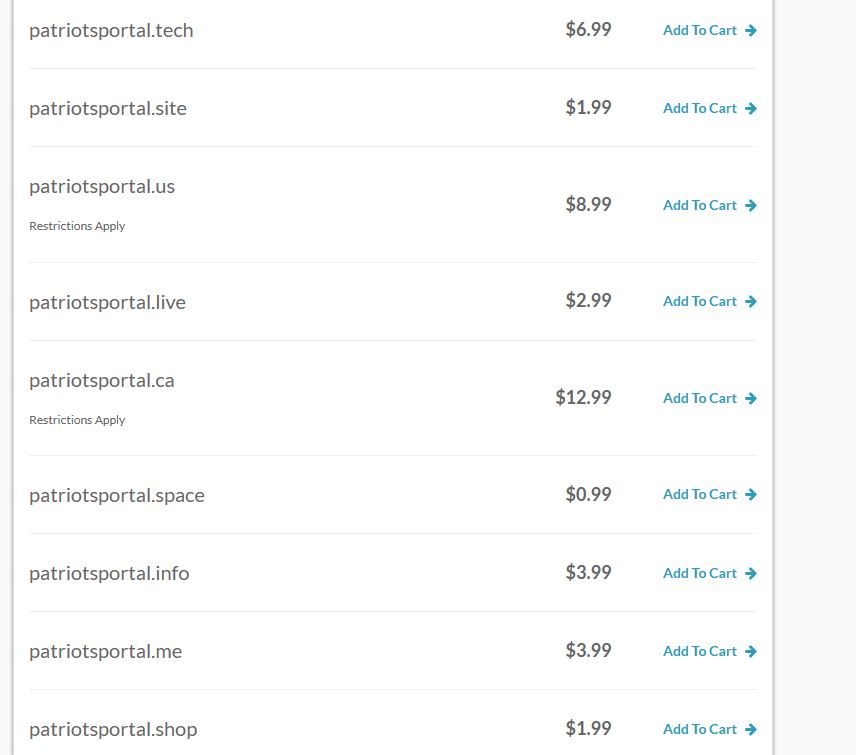 patriotsportal.tech $6.99 Add To Cart
patriotsportal.site $1.99 Add To Cart
patriotsportal.us $8.99 Add To Cart
Restrictions Apply
patriotsportal.live $2.99 Add To Cart
patriotsportal.ca $12.99 Add To Cart
Restrictions Apply
patriotsportal.space $0.99 Add To Cart
patriotsportal.info $3.99 Add To Cart
patriotsportal.me $3.99 Add To Cart
patriotsportal.shop $1.99 Add To Cart